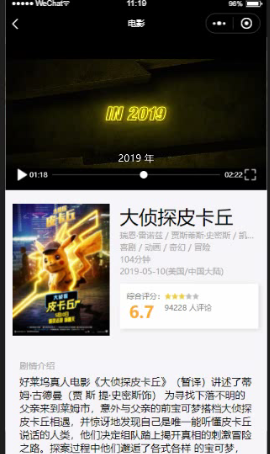 WeChat
11:19
96%
电影
IN 2019
2019 年
01:18
02:22
大侦探皮卡丘
大侦探皮卡丘
瑞恩·雷诺兹 / 贾斯蒂斯·史密斯 / 凯...
喜剧 / 动画 / 奇幻 / 冒险
104分钟
2019-05-10(美国/中国大陆)
综合评分:
6.7
94228 人评论
剧情介绍
好莱坞真人电影《大侦探皮卡丘》（暂译）讲述了蒂
姆·古德曼（贾 斯 提·史密斯饰） 为寻找下落不明的
父亲来到莱姆市，意外与父亲的前宝可梦搭档大侦探
皮卡丘相遇，并惊讶地发现自己是唯一能听懂皮卡丘
说话的人类，他们决定组队踏上揭开真相的刺激冒险
之路。探案过程中他们邂逅了各式各样 的宝可梦，